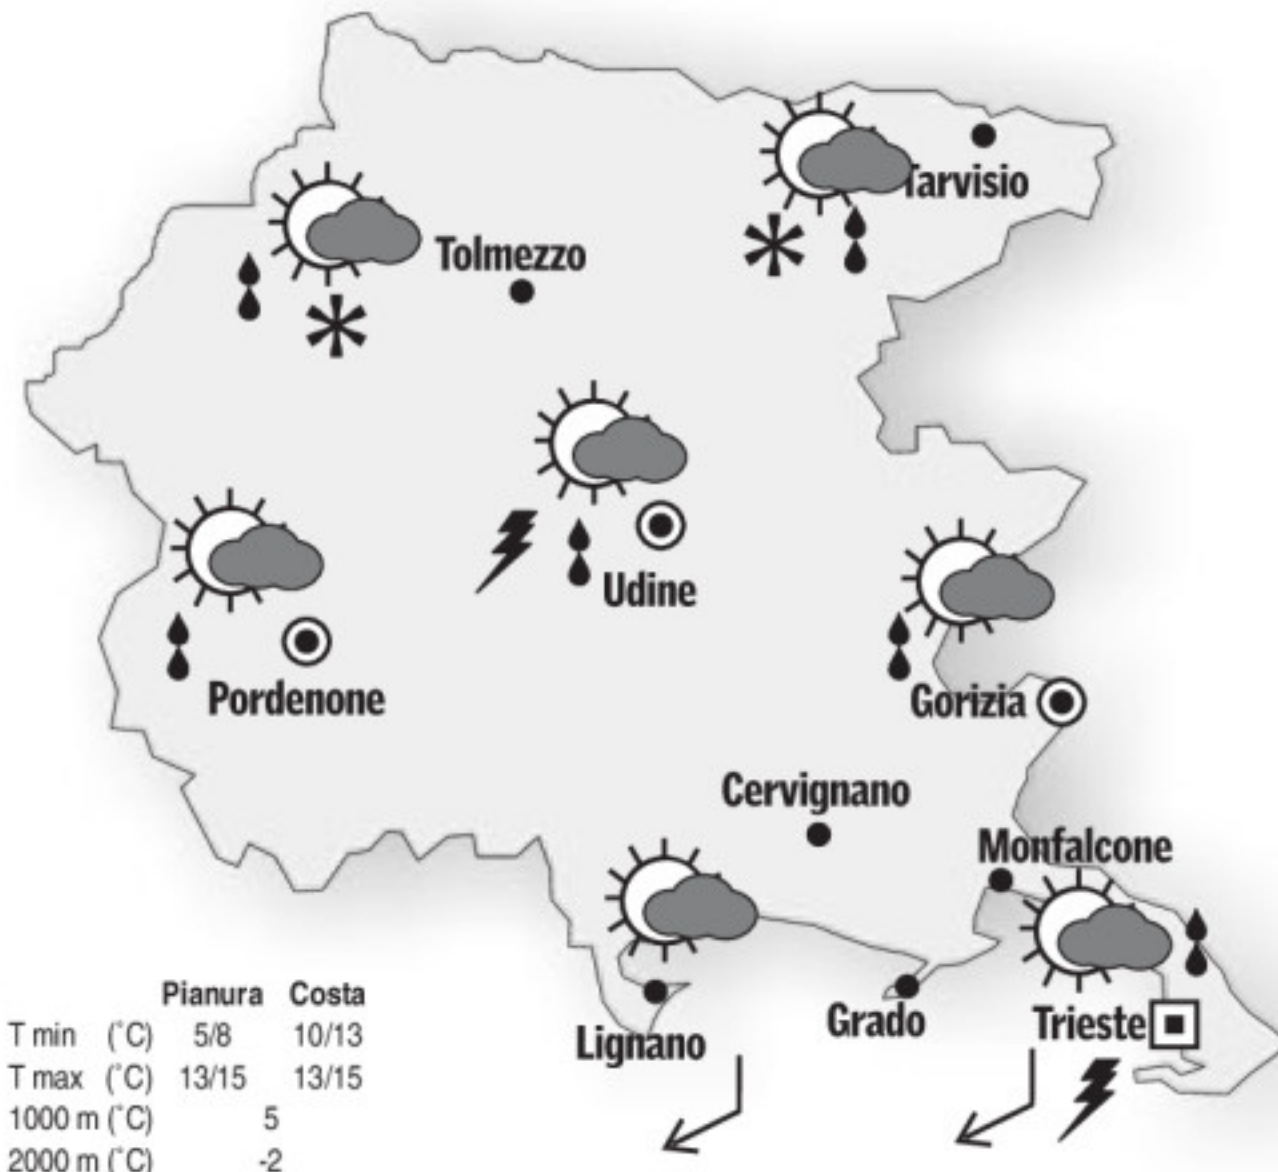 Tarvisio
Tolmezzo
Udine
Pordenone
Gorizia
Cervignano
Monfalcone
Lignano
Grado
Trieste
Pianura Costa
T min (°C) 5/8 10/13
T max (°C) 13/15 13/15
1000 m (°C) 5
2000 m (°C) -2